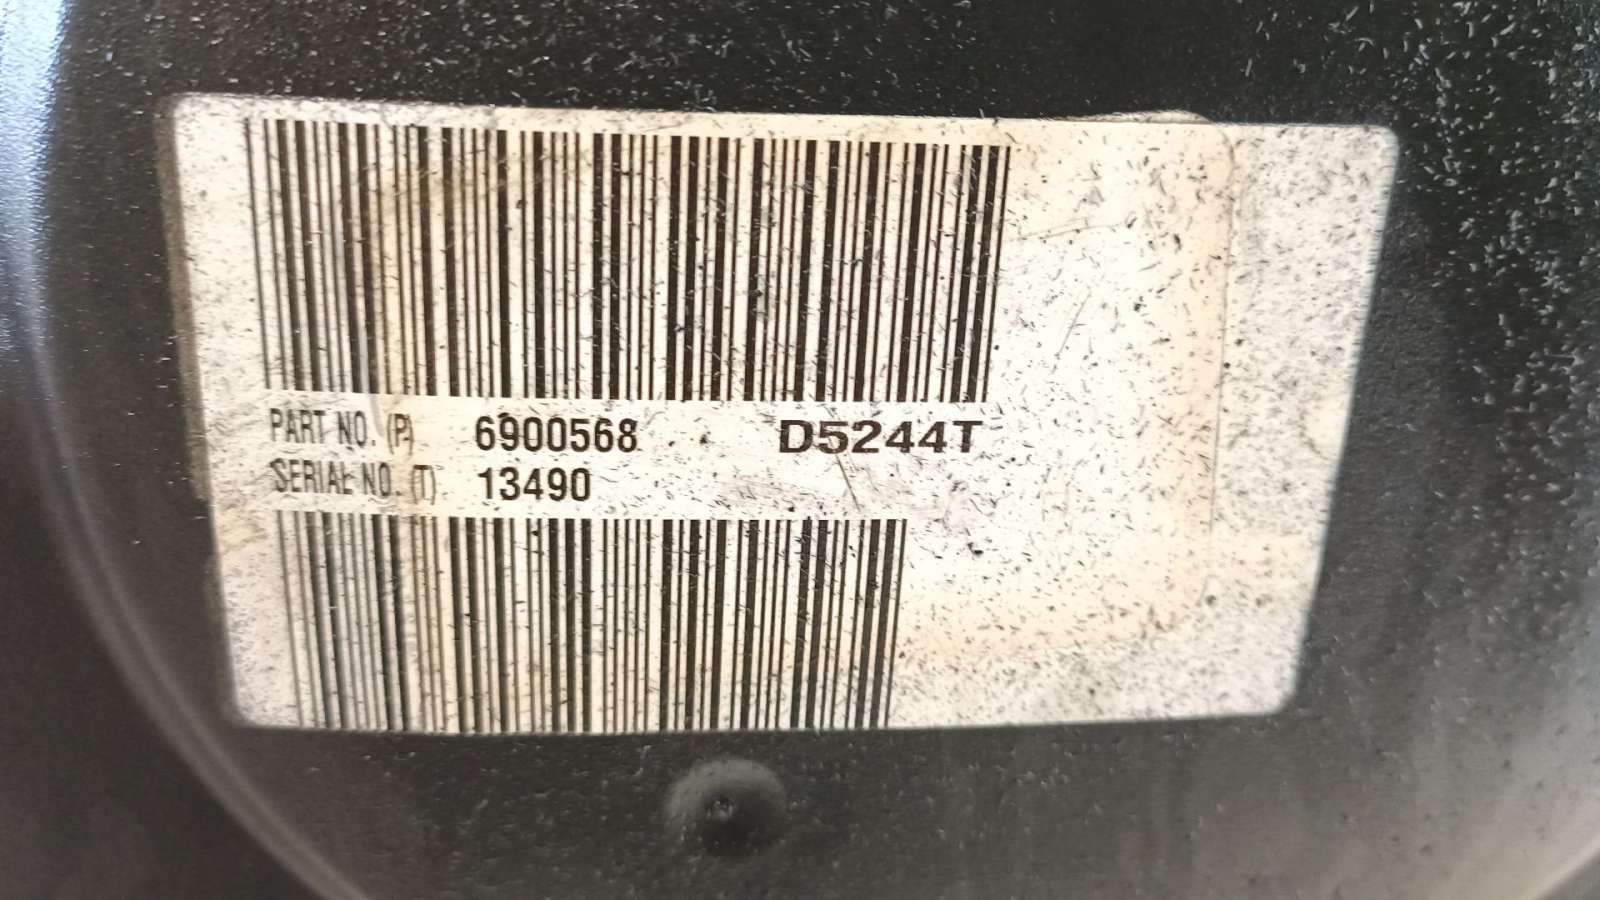 PART NO. (P) 6900568 D5244T
SERIAL NO. (T) 13490